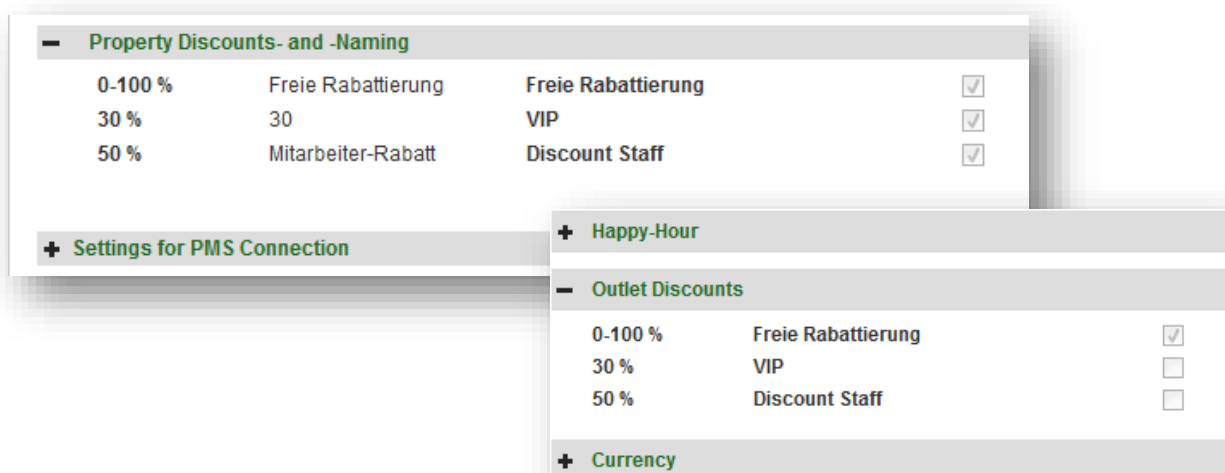 Property Discounts- and -Naming
0-100 % Freie Rabattierung Freie Rabattierung
30 % 30 VIP
50 % Mitarbeiter-Rabatt Discount Staff
Settings for PMS Connection
Happy-Hour
Outlet Discounts
0-100 % Freie Rabattierung
30 % VIP
50 % Discount Staff
Currency